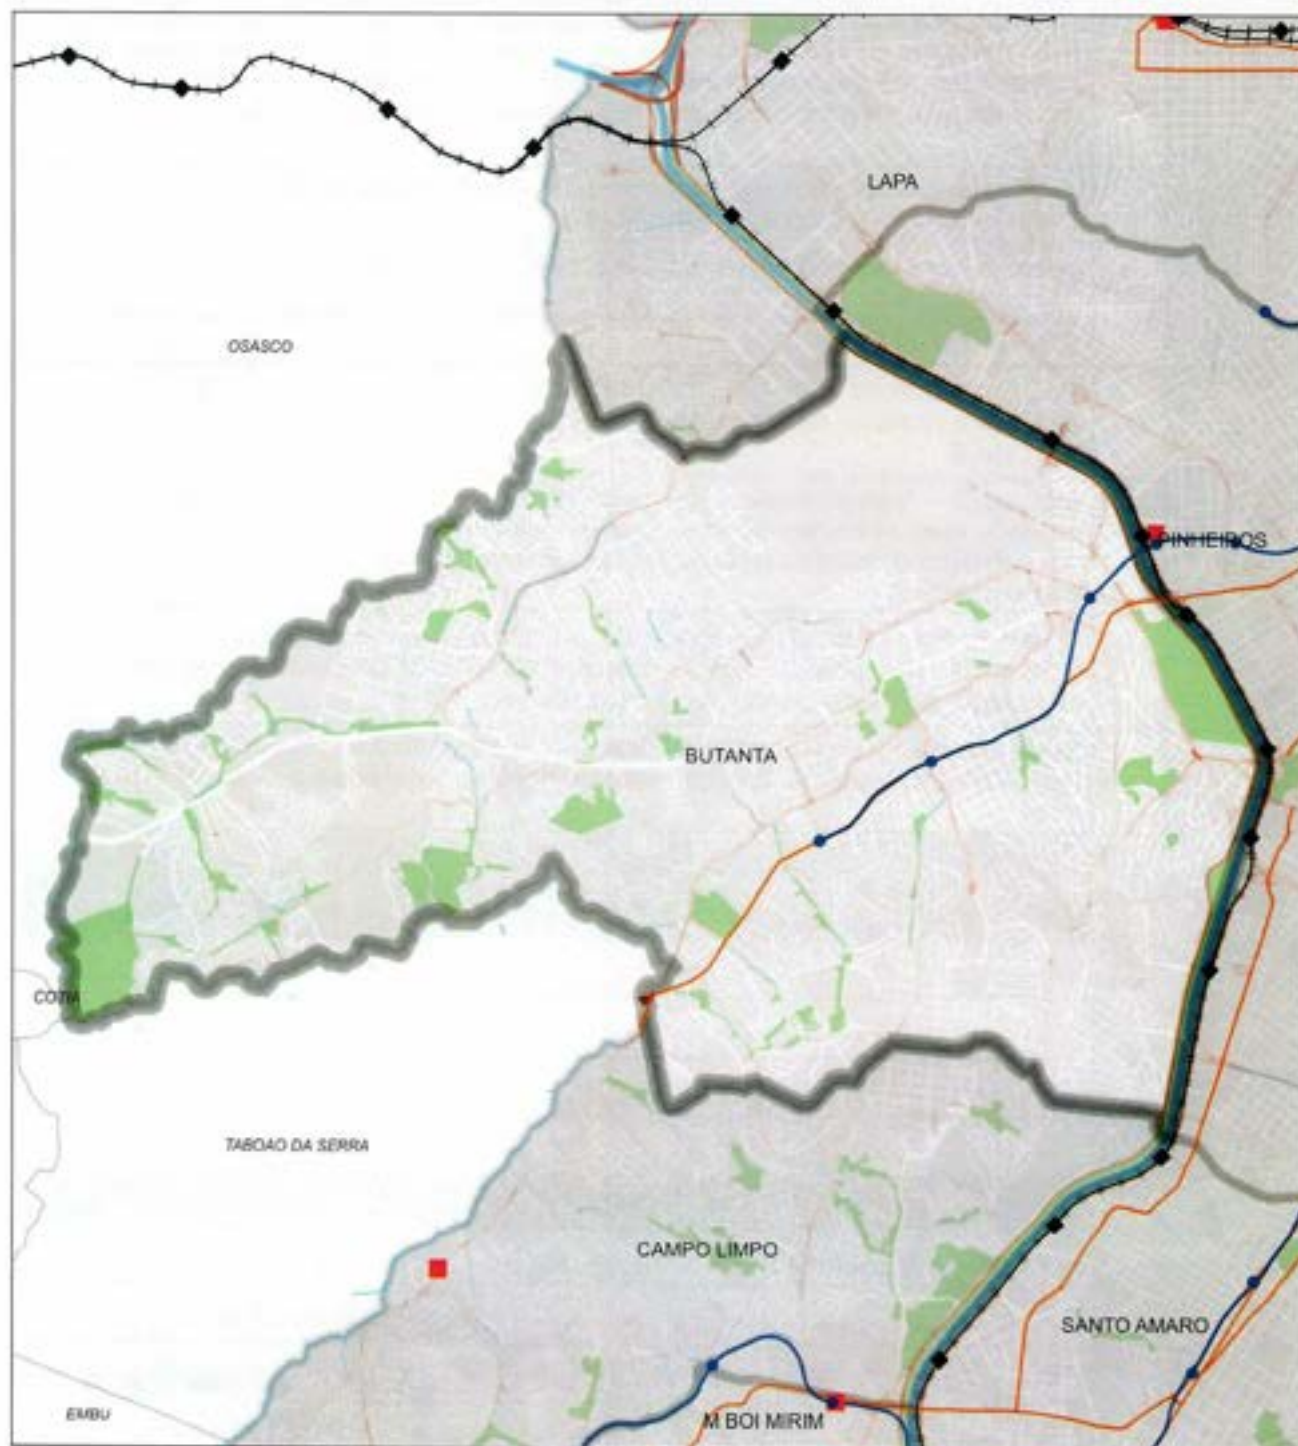 LAPA
OSASCO
PINHEIROS
BUTANTA
COTIA
TABOAO DA SERRA
CAMPO LIMPO
SANTO AMARO
EMBU
M BOI MIRIM